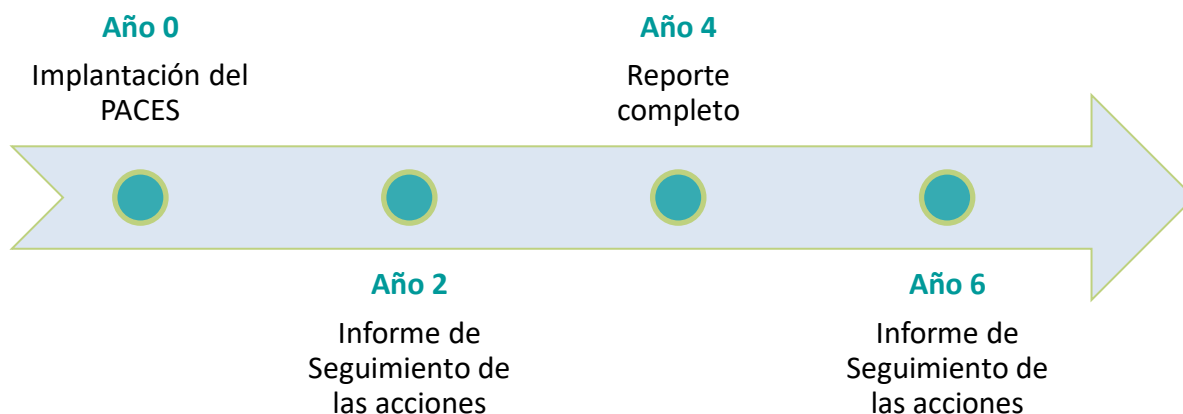 Año 0
Implantación del
PACES
Año 4
Reporte
completo
Año 2
Informe de
Seguimiento de
las acciones
Año 6
Informe de
Seguimiento de
las acciones